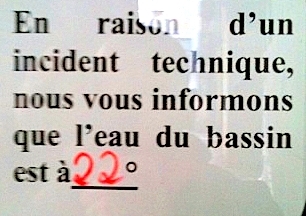 En raison d'un
incident technique,
nous vous informons
que l'eau du bassin
est à 22°